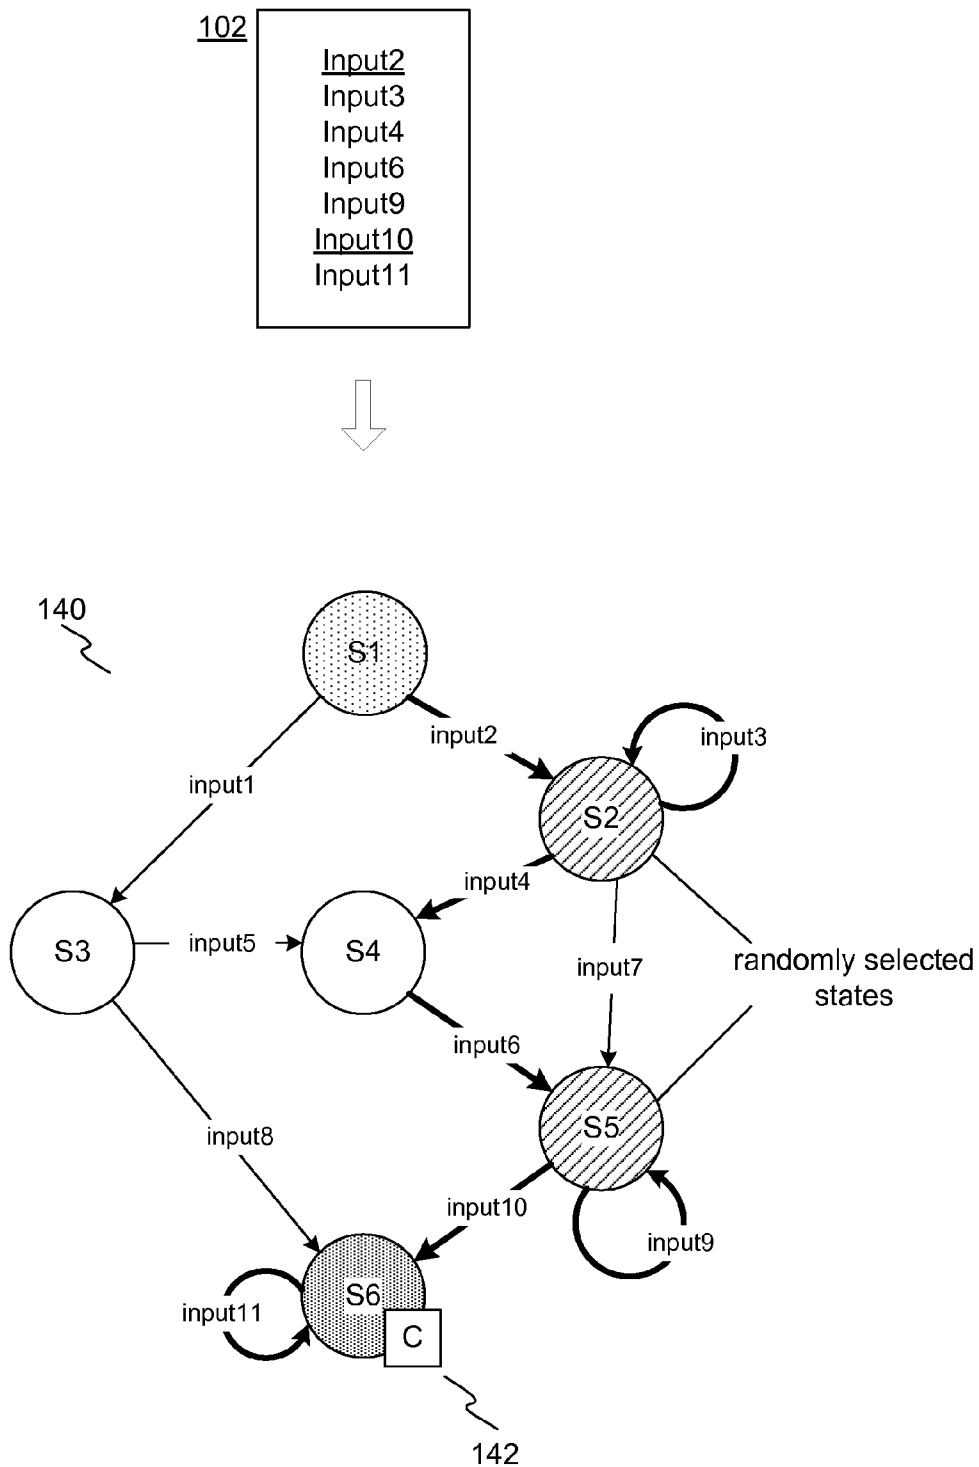 102
Input2
Input3
Input4
Input6
Input9
Input10
Input11
140
S1
input2
input3
input1
S2
input4
S3
input5
S4
input7
randomly selected
states
input6
S5
input8
input10
input9
S6
input11
C
142